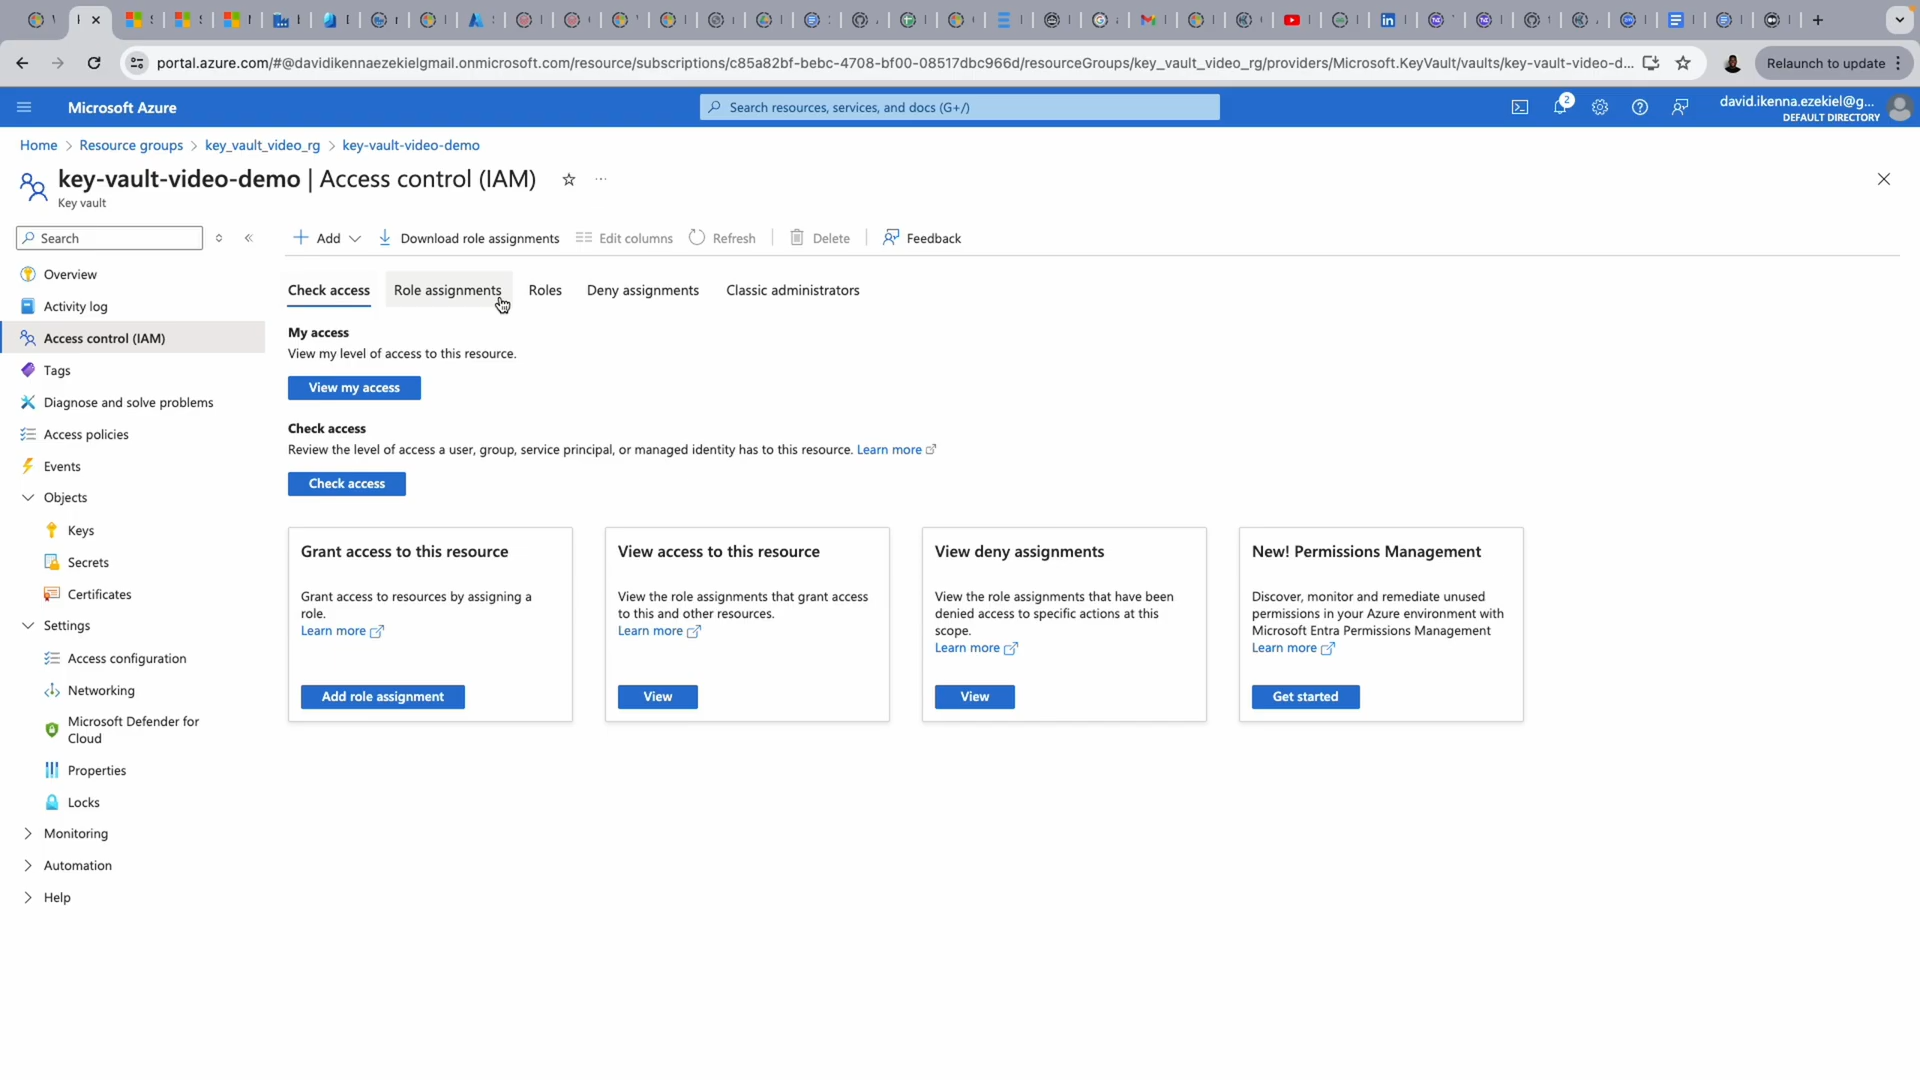 portal.azure.com/#@davidikennaezekielgmail.onmicrosoft.com/resource/subscriptions/c85a82bf-bebc-4708-bf00-08517dbc966d/resourceGroups/key_vault_video_rg/providers/Microsoft.KeyVault/vaults/key-vault-video-d...
Relaunch to update
Microsoft Azure
Search resources, services, and docs (G+/)
2
david.ikenna.ezekiel@g...
DEFAULT DIRECTORY
Home > Resource groups > key_vault_video_rg > key-vault-video-demo
key-vault-video-demo | Access control (IAM)
Key vault
Search
Add
Download role assignments
Edit columns
Refresh
Delete
Feedback
Overview
Activity log
Access control (IAM)
Tags
Diagnose and solve problems
Access policies
Events
Objects
Keys
Secrets
Certificates
Settings
Access configuration
Networking
Microsoft Defender for
Cloud
Properties
Locks
Monitoring
Automation
Help
Check access
Role assignments
Roles
Deny assignments
Classic administrators
My access
View my level of access to this resource.
View my access
Check access
Review the level of access a user, group, service principal, or managed identity has to this resource. Learn more
Check access
Grant access to this resource
Grant access to resources by assigning a
role.
Learn more
Add role assignment
View access to this resource
View the role assignments that grant access
to this and other resources.
Learn more
View
View deny assignments
View the role assignments that have been
denied access to specific actions at this
scope.
Learn more
View
New! Permissions Management
Discover, monitor and remediate unused
permissions in your Azure environment with
Microsoft Entra Permissions Management
Learn more
Get started